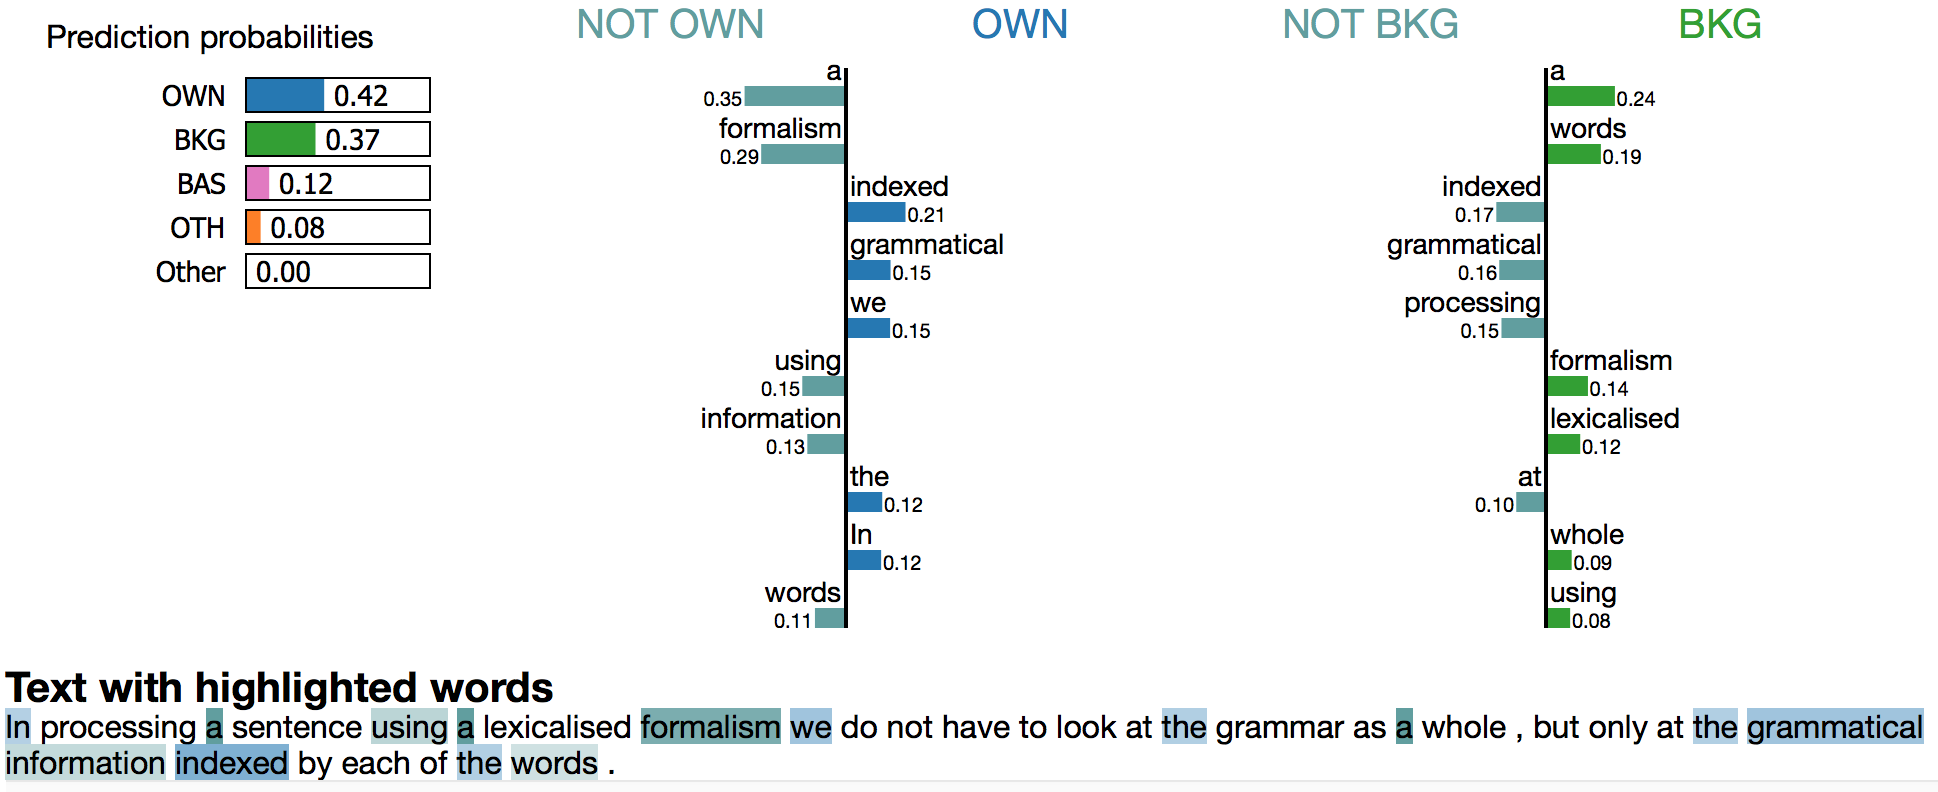 Prediction probabilities
OWN 0.42
BKG 0.37
BAS 0.12
OTH 0.08
Other 0.00
NOT OWN OWN
a
0.35
formalism
0.29
indexed
0.21
grammatical
0.15
we
0.15
using
0.15
information
0.13
the
0.12
In
0.12
words
0.11
NOT BKG BKG
a
0.24
words
0.19
indexed
0.17
grammatical
0.16
processing
0.15
formalism
0.14
lexicalised
0.12
at
0.10
whole
0.09
using
0.08
Text with highlighted words
In processing a sentence using a lexicalised formalism we do not have to look at the grammar as a whole , but only at the grammatical
information indexed by each of the words .